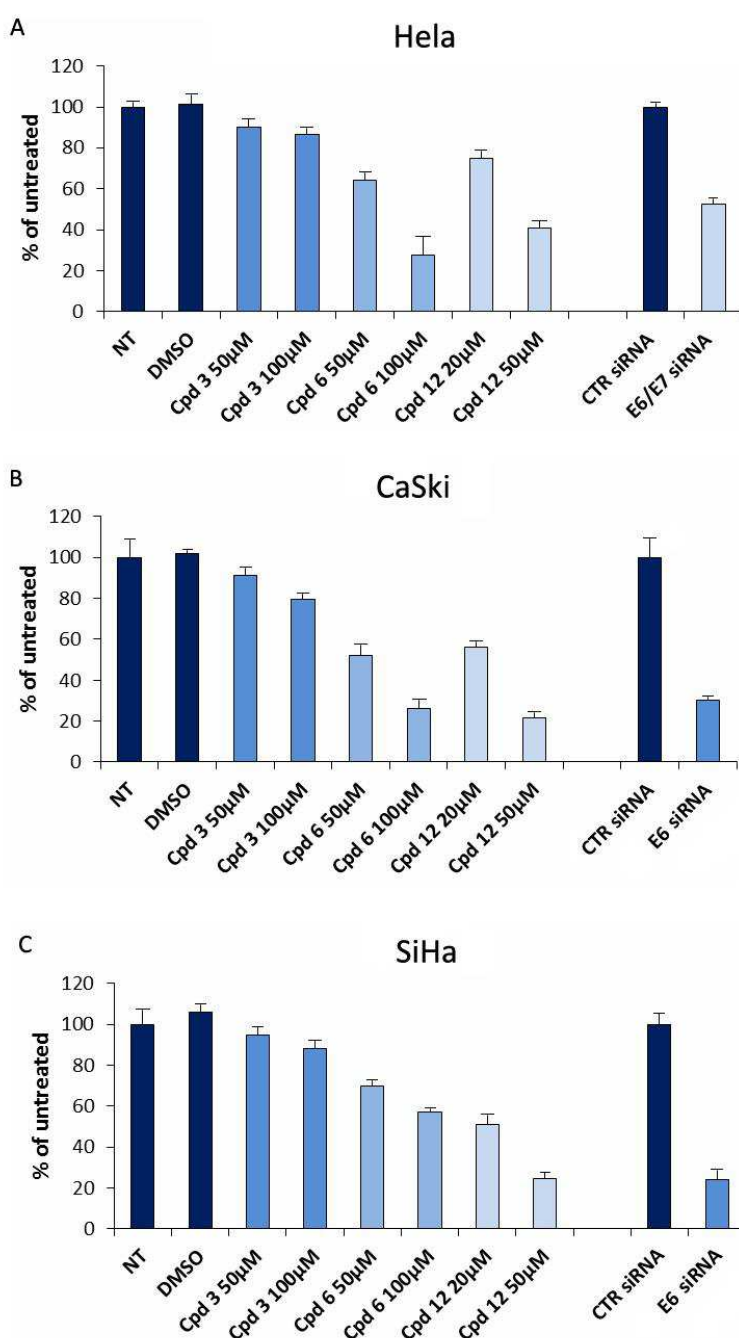 A
Hela
% of untreated
120
100
80
60
40
20
0
NT
DMSO
Cpd 3 50µM
Cpd 3 100µM
Cpd 6 50µM
Cpd 6 100µM
Cpd 12 20µM
Cpd 12 50µM
CTR siRNA
E6/E7 siRNA
B
CaSki
% of untreated
120
100
80
60
40
20
0
NT
DMSO
Cpd 3 50µM
Cpd 3 100µM
Cpd 6 50µM
Cpd 6 100µM
Cpd 12 20µM
Cpd 12 50µM
CTR siRNA
E6 siRNA
C
SiHa
% of untreated
120
100
80
60
40
20
0
NT
DMSO
Cpd 3 50µM
Cpd 3 100µM
Cpd 6 50µM
Cpd 6 100µM
Cpd 12 20µM
Cpd 12 50µM
CTR siRNA
E6 siRNA